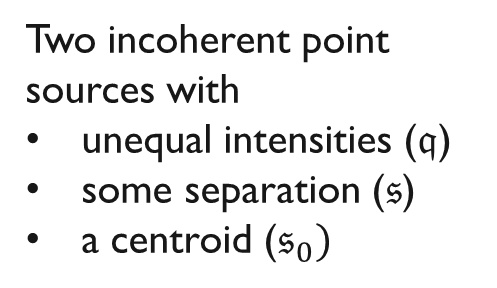 Two incoherent point
sources with
• unequal intensities (𝔮)
• some separation (𝔰)
• a centroid (𝔰₀)